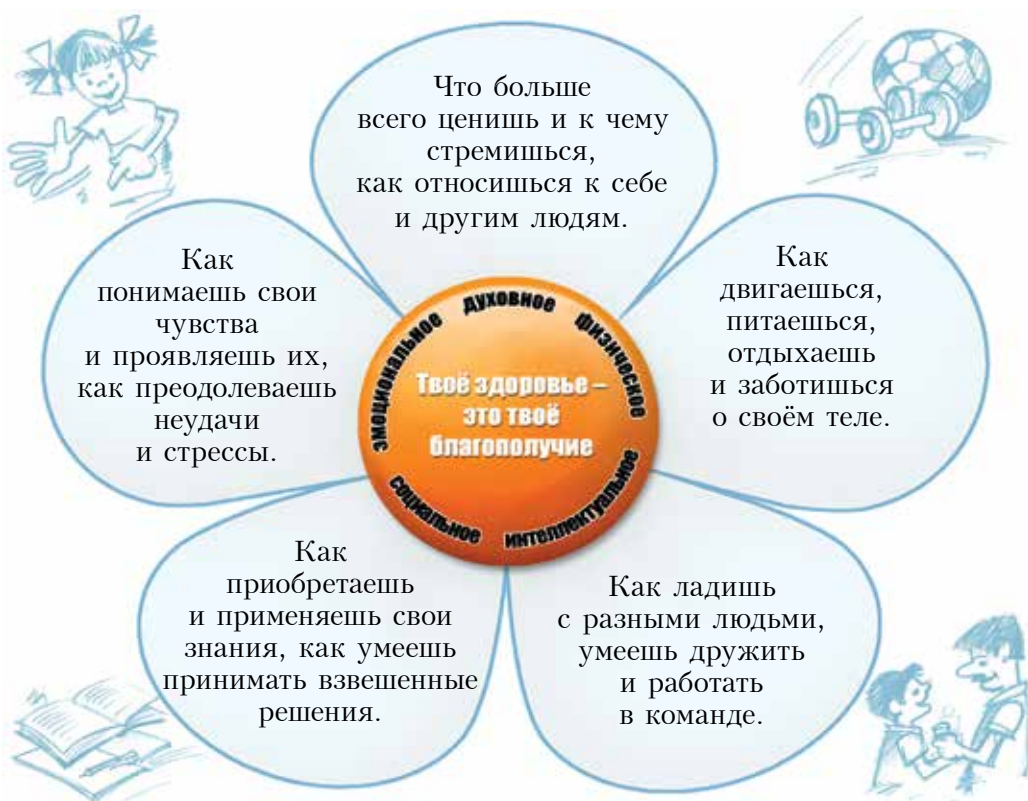 Что больше
всего ценишь и к чему
стремишься,
как относишься к себе
и другим людям.
Как
понимаешь свои
чувства
и проявляешь их,
как преодолеваешь
неудачи
и стрессы.
Как
двигаешься,
питаешься,
отдыхаешь
и заботишься
о своём теле.
эмоциональное
духовное
физическое
Твоё здоровье –
это твоё
благополучие
социальное
интеллектуальное
Как
приобретаешь
и применяешь свои
знания, как умеешь
принимать взвешенные
решения.
Как ладишь
с разными людьми,
умеешь дружить
и работать
в команде.